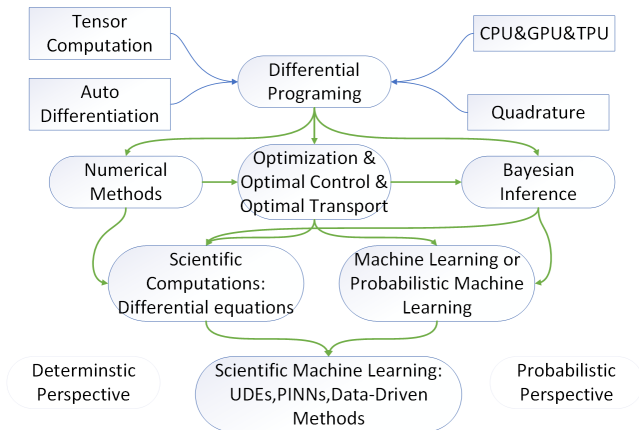 Tensor
Computation
CPU&GPU&TPU
Differential
Programing
Auto
Differentiation
Quadrature
Numerical
Methods
Optimization &
Optimal Control &
Optimal Transport
Bayesian
Inference
Scientific
Computations:
Differential equations
Machine Learning or
Probabilistic Machine
Learning
Determinstic
Perspective
Scientific Machine Learning:
UDEs,PINNs,Data-Driven
Methods
Probabilistic
Perspective